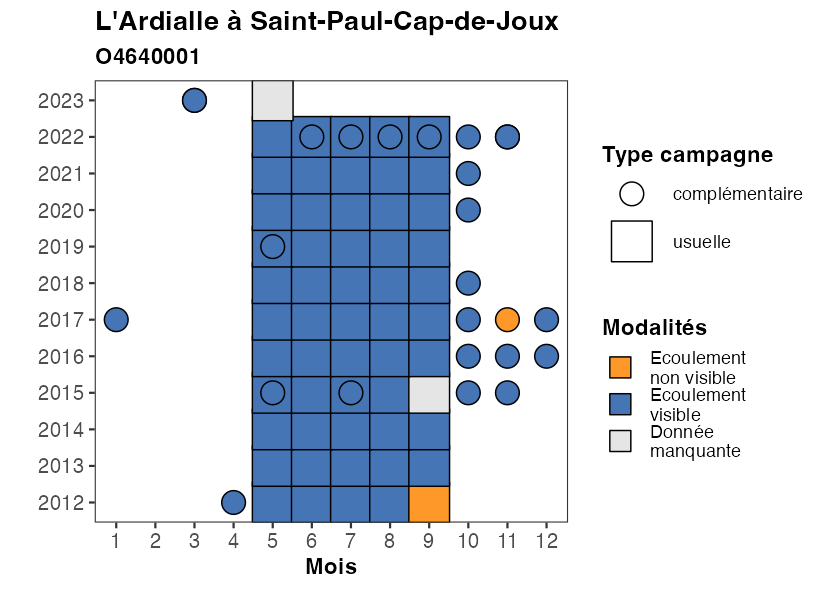 L'Ardialle à Saint-Paul-Cap-de-Joux
O4640001
2023
2022
2021
2020
2019
2018
2017
2016
2015
2014
2013
2012
1 2 3 4 5 6 7 8 9 10 11 12
Mois
Type campagne
complémentaire
usuelle
Modalités
Ecoulement
non visible
Ecoulement
visible
Donnée
manquante